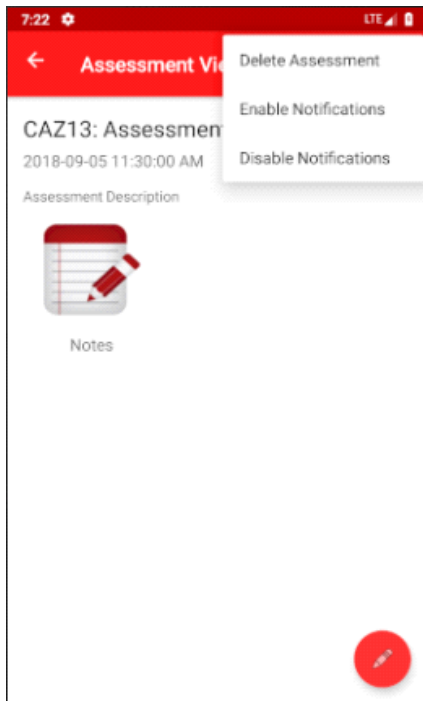 7:22 LTE
Assessment Vie
Delete Assessment
Enable Notifications
Disable Notifications
CAZ13: Assessmen
2018-09-05 11:30:00 AM
Assessment Description
Notes